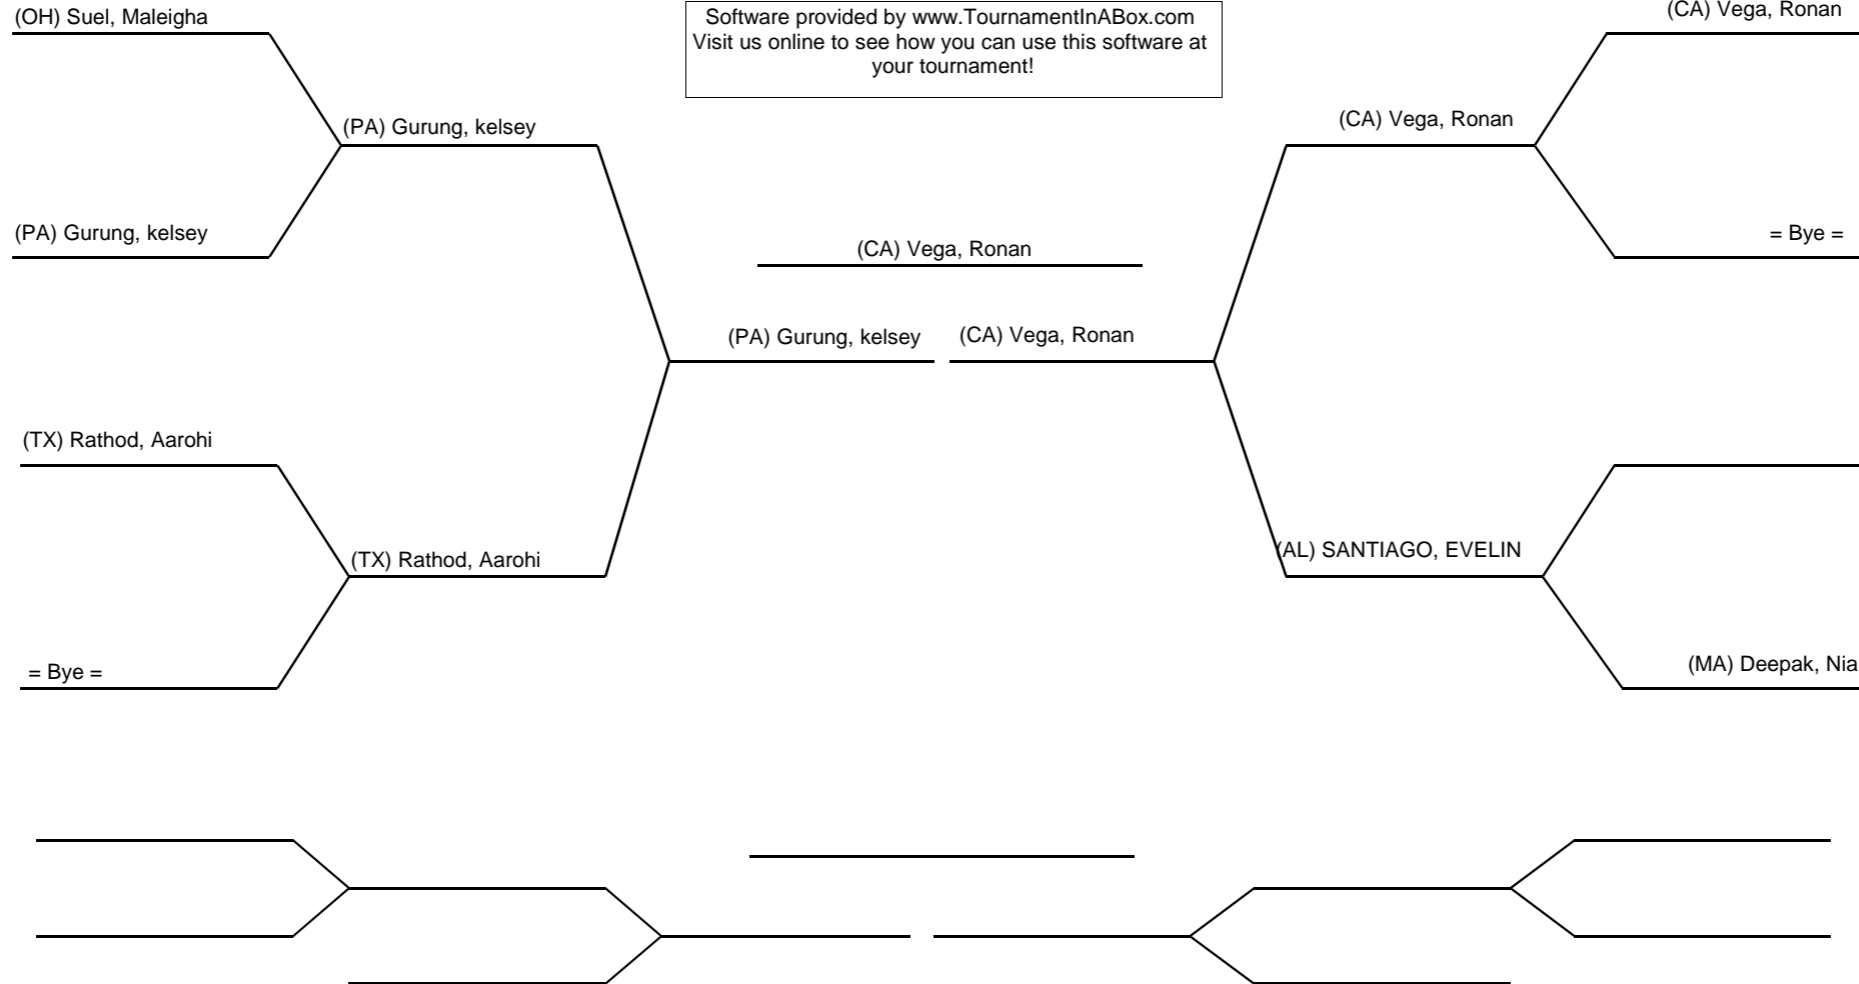 (OH) Suel, Maleigha
Software provided by www.TournamentInABox.com
Visit us online to see how you can use this software at
your tournament!
(CA) Vega, Ronan
(PA) Gurung, kelsey
(CA) Vega, Ronan
(PA) Gurung, kelsey
(CA) Vega, Ronan
= Bye =
(PA) Gurung, kelsey
(CA) Vega, Ronan
(TX) Rathod, Aarohi
(TX) Rathod, Aarohi
(AL) SANTIAGO, EVELIN
= Bye =
(MA) Deepak, Nia